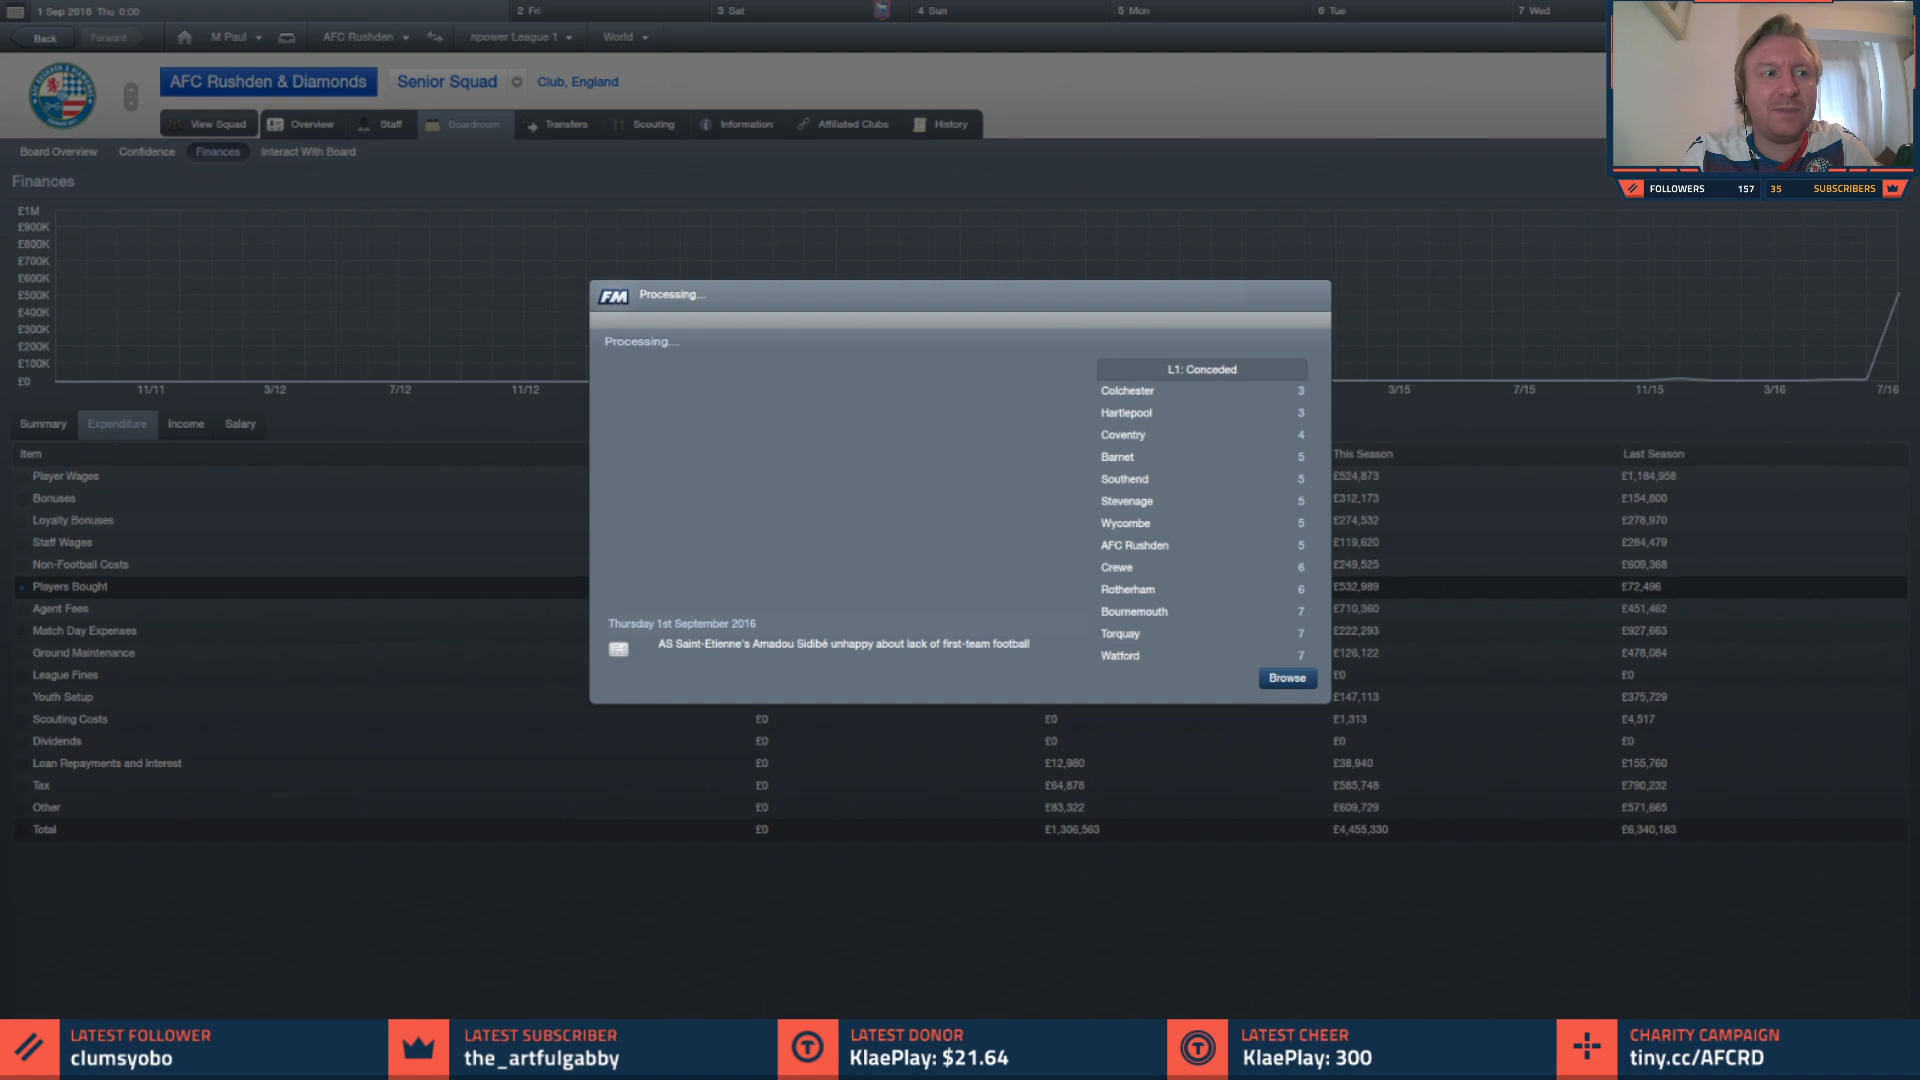 1 Sep 2016 Thu 0:00
2 Fri
3 Sat
4 Sun
5 Mon
6 Tue
7 Wed
Back
Forward
M Paul
AFC Rushden
npower League 1
World
AFC Rushden & Diamonds
Senior Squad
Club, England
View Squad
Overview
Staff
Boardroom
Transfers
Scouting
Information
Affiliated Clubs
History
Board Overview
Confidence
Finances
Interact With Board
FOLLOWERS 157
35 SUBSCRIBERS
Finances
£1M
£900K
£800K
£700K
£600K
£500K
£400K
£300K
£200K
£100K
£0
11/11 3/12 7/12 11/12 3/15 7/15 11/15 3/16 7/16
FM Processing...
Processing...
L1: Conceded
Colchester 3
Hartlepool 3
Coventry 4
Barnet 5
Southend 5
Stevenage 5
Wycombe 5
AFC Rushden 5
Crewe 6
Rotherham 6
Bournemouth 7
Torquay 7
Watford 7
Thursday 1st September 2016
AS Saint-Etienne's Amadou Sidibé unhappy about lack of first-team football
Browse
Summary
Expenditure
Income
Salary
Item This Season Last Season
Player Wages £524,873 £1,184,958
Bonuses £312,173 £154,800
Loyalty Bonuses £274,532 £278,970
Staff Wages £119,620 £284,479
Non-Football Costs £249,525 £609,368
Players Bought £532,989 £72,496
Agent Fees £710,360 £451,462
Match Day Expenses £222,293 £927,663
Ground Maintenance £126,122 £478,084
League Fines £0 £0
Youth Setup £147,113 £375,729
Scouting Costs £0 £0 £1,313 £4,517
Dividends £0 £0 £0 £0
Loan Repayments and Interest £0 £12,980 £38,940 £155,760
Tax £0 £64,878 £585,748 £790,232
Other £0 £83,322 £609,729 £571,665
Total £0 £1,306,563 £4,455,330 £6,340,183
LATEST FOLLOWER
clumsyobo
LATEST SUBSCRIBER
the_artfulgabby
LATEST DONOR
KlaePlay: $21.64
LATEST CHEER
KlaePlay: 300
CHARITY CAMPAIGN
tiny.cc/AFCRD